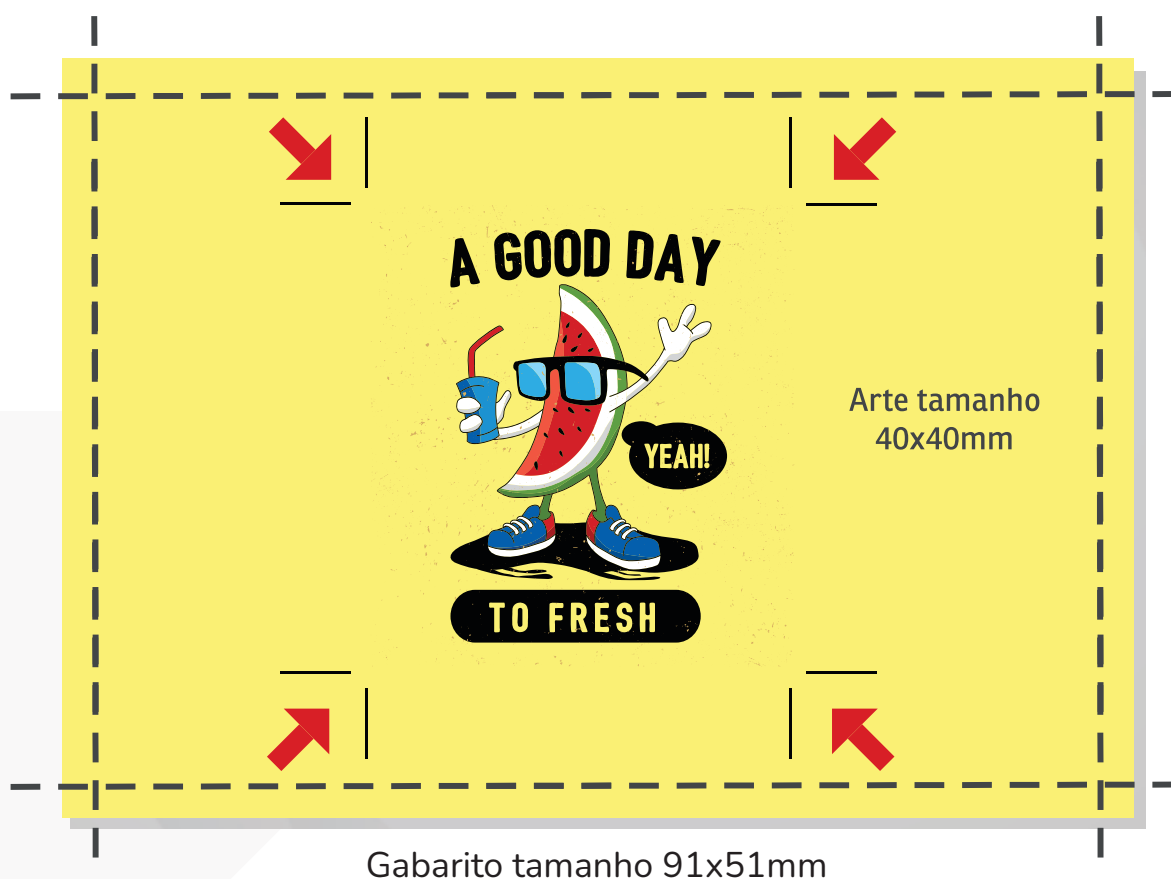 A GOOD DAY
YEAH!
TO FRESH
Arte tamanho
40x40mm
Gabarito tamanho 91x51mm